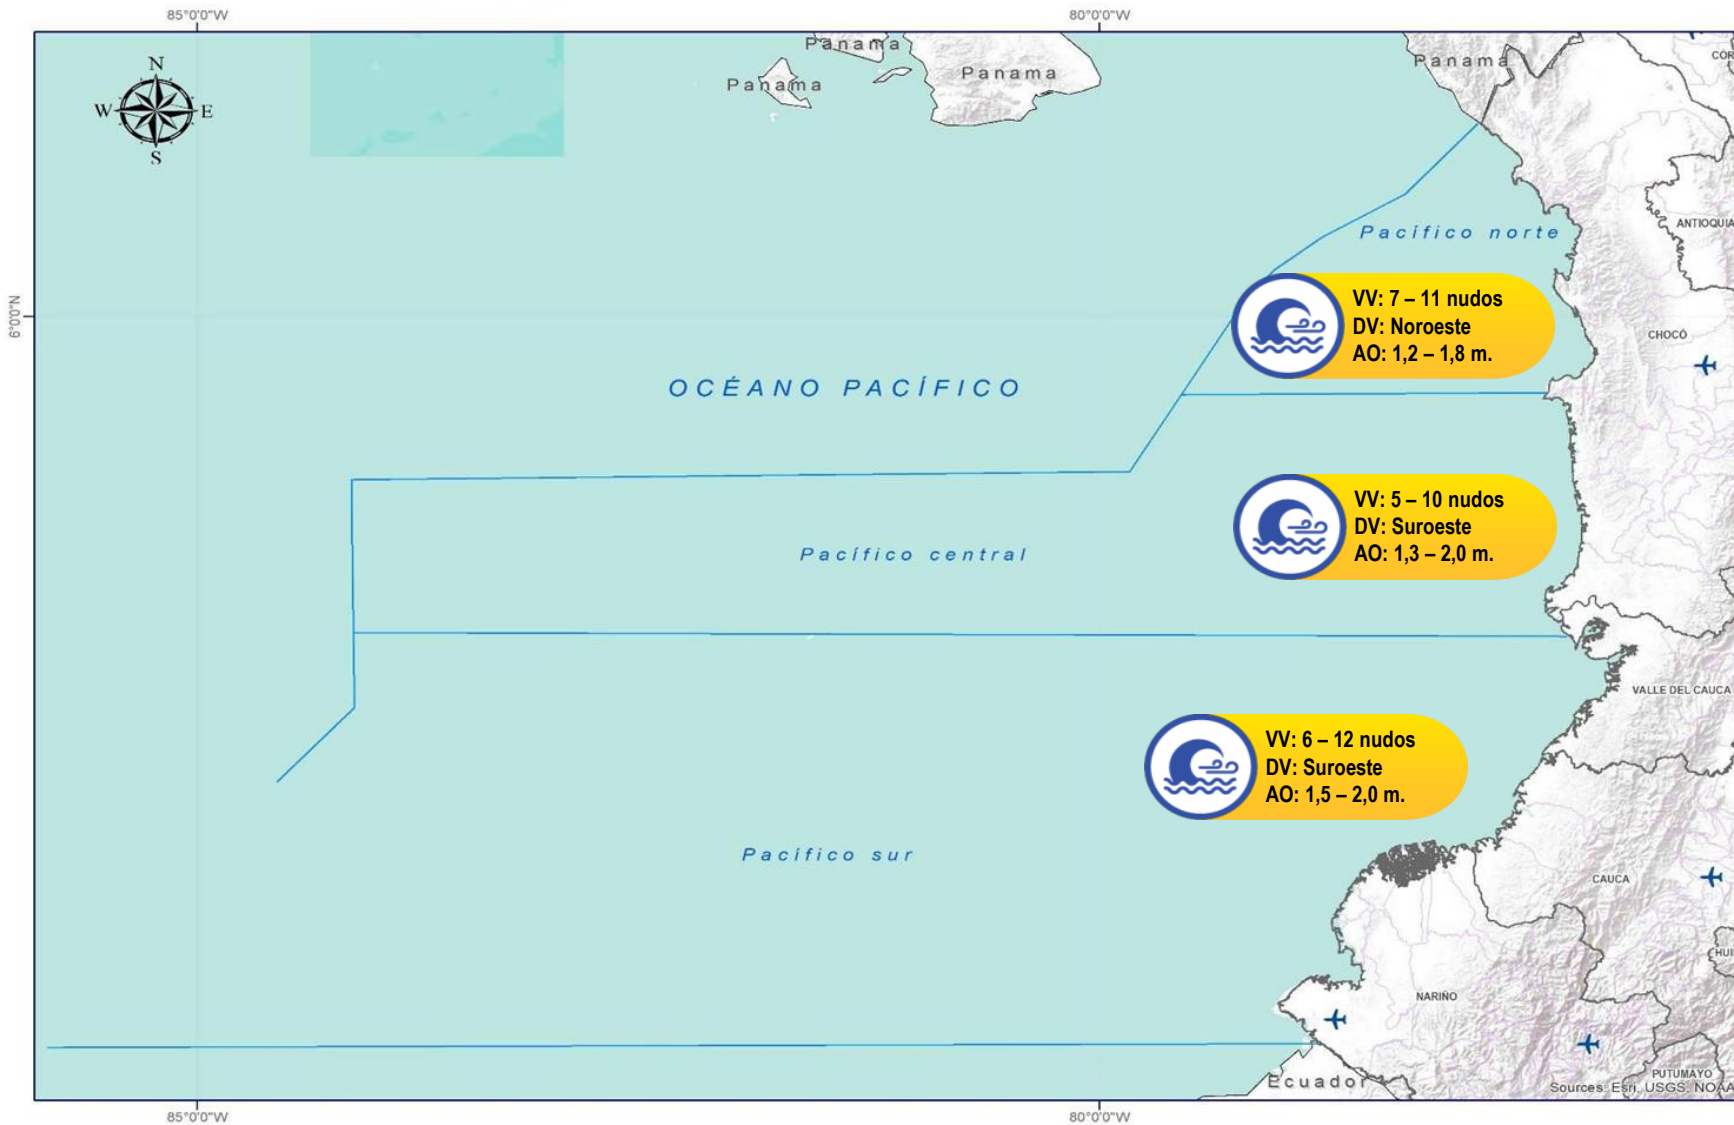 85°0'0"W
80°0'0"W
N
W
E
S
Panama
Panama
Panama
Panama
ANTIOQUIA
Pacífico norte
VV: 7 – 11 nudos
DV: Noroeste
AO: 1,2 – 1,8 m.
6°0'0"N
CHOCÓ
OCÉANO PACÍFICO
VV: 5 – 10 nudos
DV: Suroeste
AO: 1,3 – 2,0 m.
Pacífico central
VALLE DEL CAUCA
VV: 6 – 12 nudos
DV: Suroeste
AO: 1,5 – 2,0 m.
Pacífico sur
CAUCA
HUI
NARIÑO
PUTUMAYO
Ecuador
Sources: Esri, USGS, NOAA
85°0'0"W
80°0'0"W